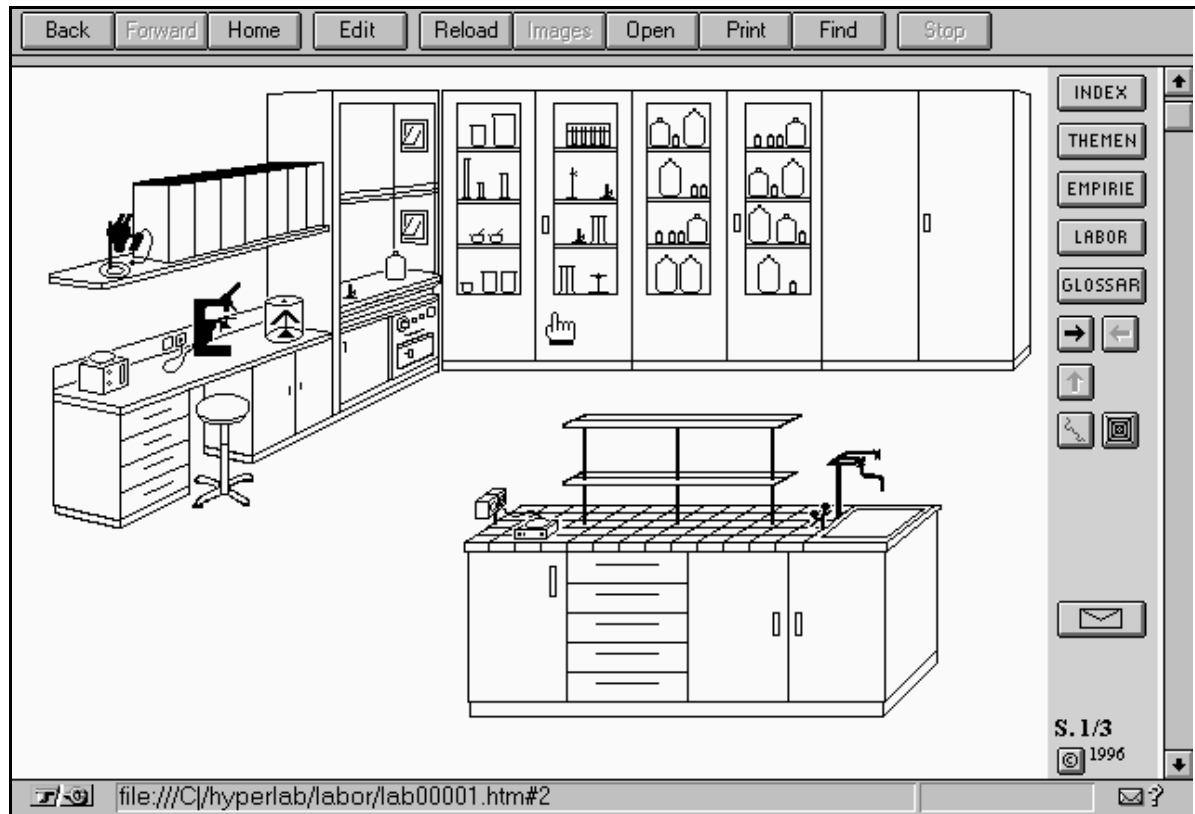 Back Forward Home Edit Reload Images Open Print Find Stop
INDEX
THEMEN
EMPIRIE
LABOR
GLOSSAR
S. 1/3
© 1996
file:///C|/hyperlab/labor/lab00001.htm#2
?